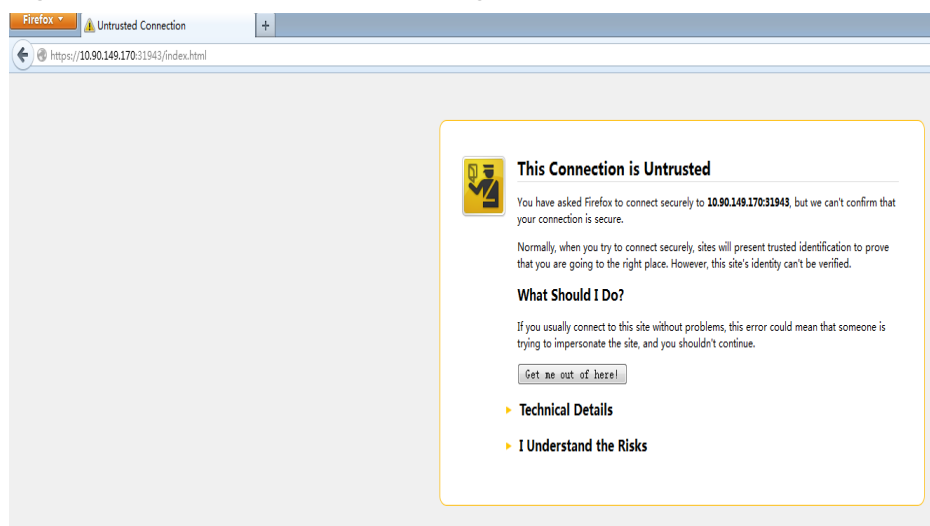 Firefox
Untrusted Connection
+
https://10.90.149.170:31943/index.html
This Connection is Untrusted
You have asked Firefox to connect securely to 10.90.149.170:31943, but we can't confirm that
your connection is secure.
Normally, when you try to connect securely, sites will present trusted identification to prove
that you are going to the right place. However, this site's identity can't be verified.
What Should I Do?
If you usually connect to this site without problems, this error could mean that someone is
trying to impersonate the site, and you shouldn't continue.
Get me out of here!
Technical Details
I Understand the Risks